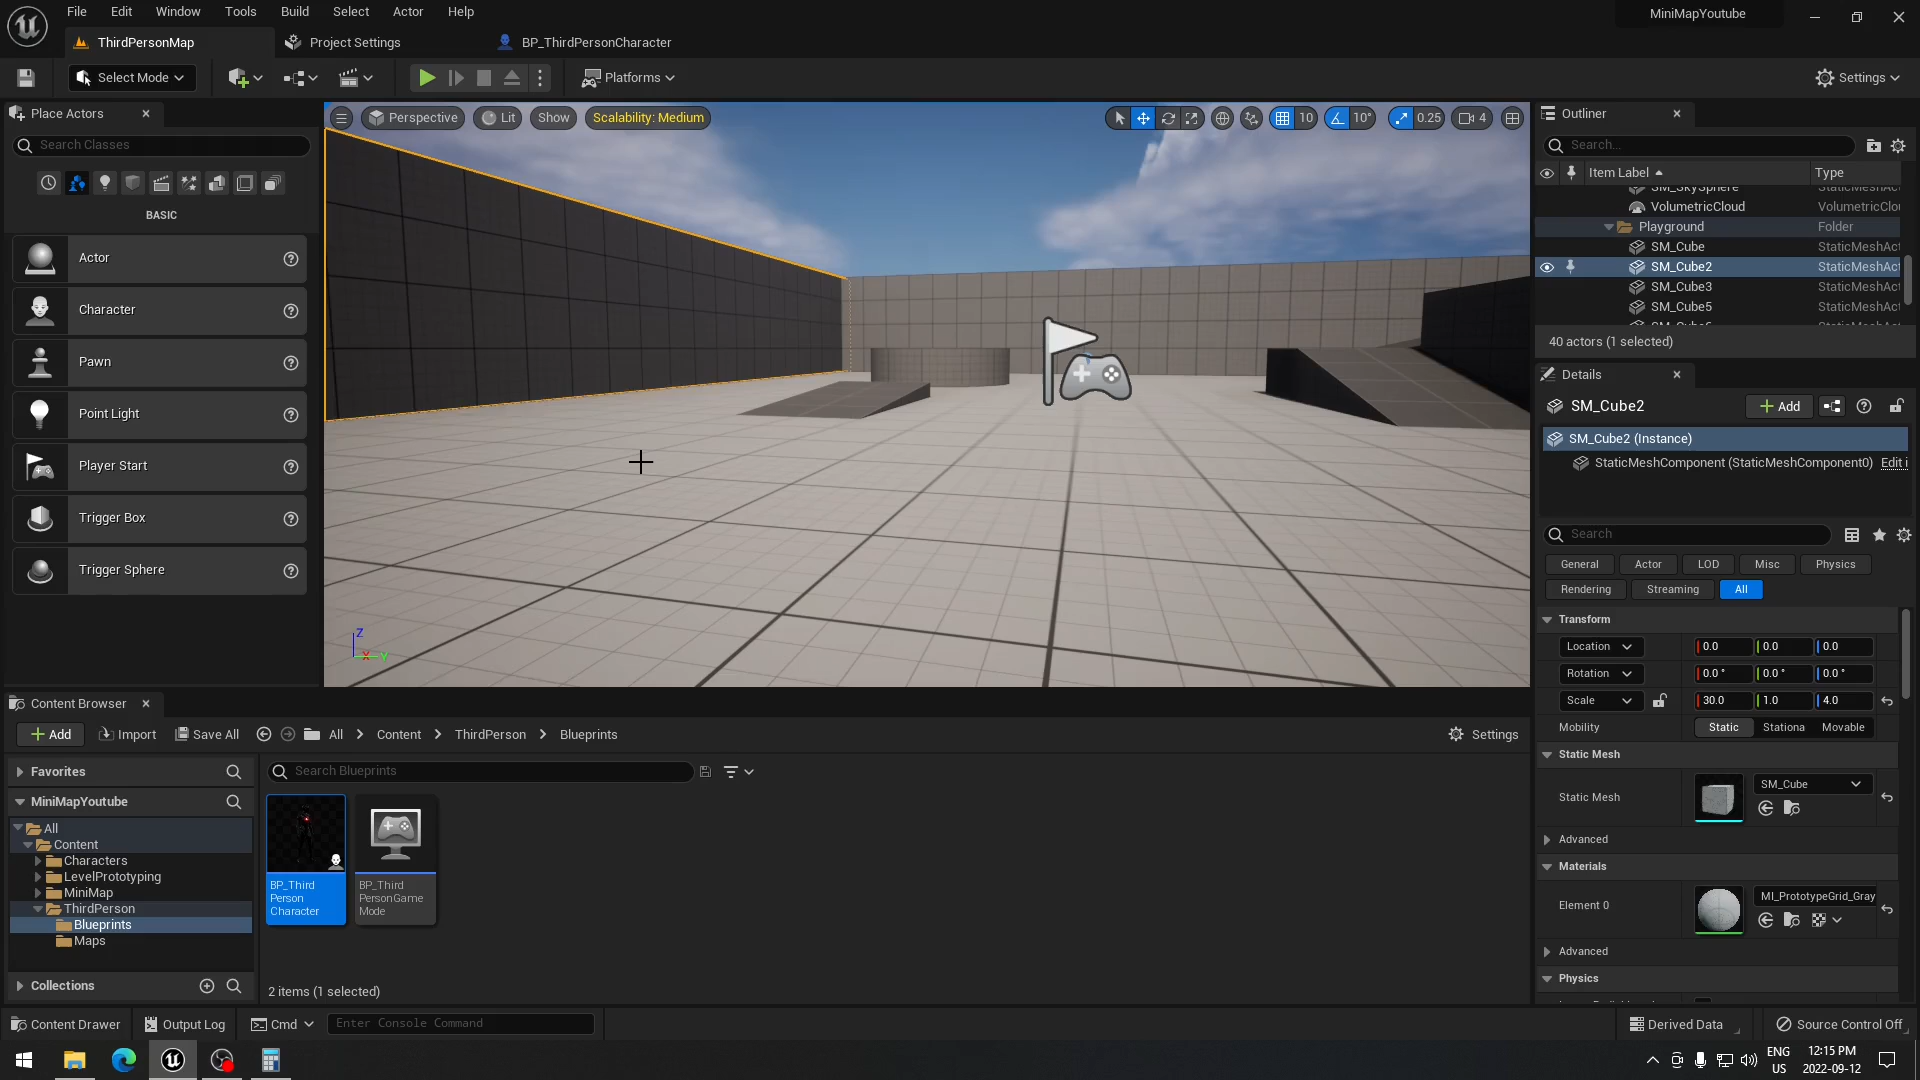 File Edit Window Tools Build Select Actor Help
MiniMapYoutube
ThirdPersonMap
Project Settings
BP_ThirdPersonCharacter
Select Mode
Platforms
Settings
Place Actors
Search Classes
BASIC
Actor
Character
Pawn
Point Light
Player Start
Trigger Box
Trigger Sphere
Perspective
Lit
Show
Scalability: Medium
10
10°
0.25
4
Z
X
Y
Outliner
Search...
Item Label
Type
SM_SkySphere StaticMeshAct
VolumetricCloud VolumetricClou
Playground Folder
SM_Cube StaticMeshAct
SM_Cube2 StaticMeshAct
SM_Cube3 StaticMeshAct
SM_Cube5 StaticMeshAct
40 actors (1 selected)
Details
SM_Cube2
Add
SM_Cube2 (Instance)
StaticMeshComponent (StaticMeshComponent0) Edit i
Search
General Actor LOD Misc Physics
Rendering Streaming All
Transform
Location 0.0 0.0 0.0
Rotation 0.0 ° 0.0 ° 0.0 °
Scale 30.0 1.0 4.0
Mobility Static Stationa Movable
Static Mesh
Static Mesh
SM_Cube
Advanced
Materials
Element 0
MI_PrototypeGrid_Gray
Advanced
Physics
Content Browser
Add
Import
Save All
All
Content
ThirdPerson
Blueprints
Settings
Favorites
MiniMapYoutube
All
Content
Characters
LevelPrototyping
MiniMap
ThirdPerson
Blueprints
Maps
Collections
Search Blueprints
BP_Third
Person
Character
BP_Third
PersonGame
Mode
2 items (1 selected)
Content Drawer
Output Log
Cmd
Enter Console Command
Derived Data
Source Control Off
ENG
US
12:15 PM
2022-09-12